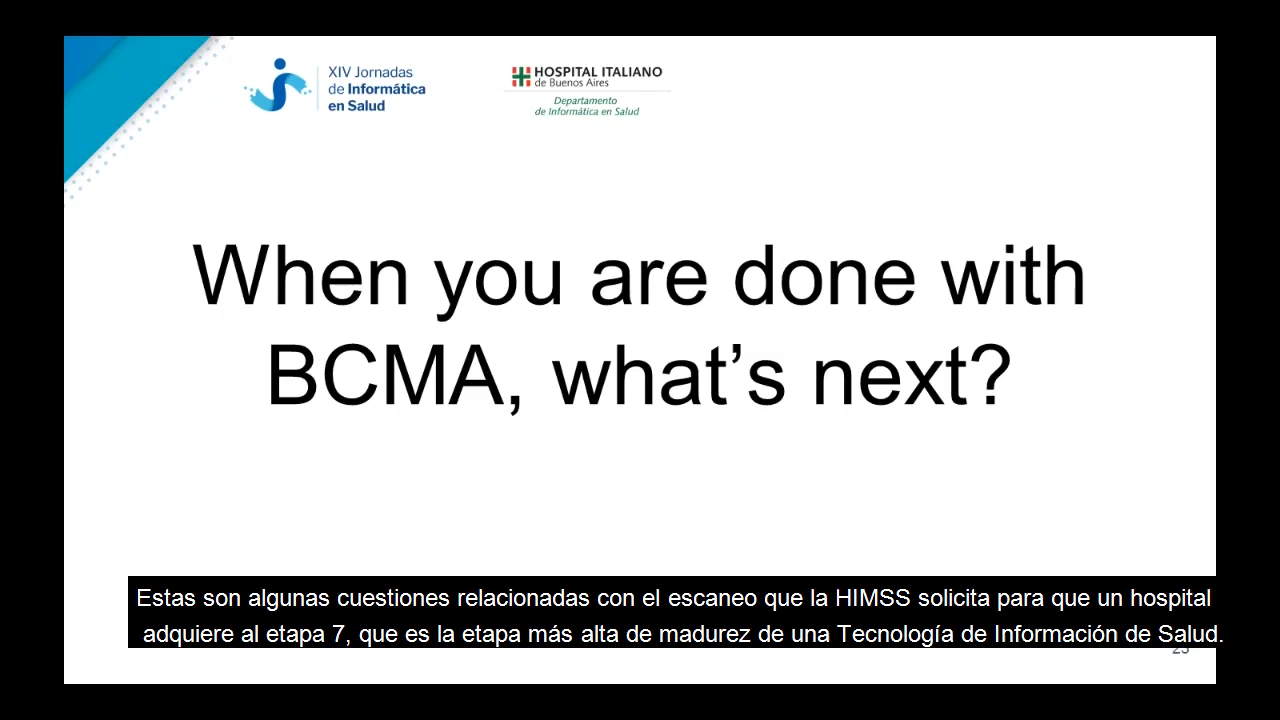 XIV Jornadas
de Informática
en Salud
HOSPITAL ITALIANO
de Buenos Aires
Departamento
de Informática en Salud
When you are done with
BCMA, what’s next?
Estas son algunas cuestiones relacionadas con el escaneo que la HIMSS solicita para que un hospital
adquiere al etapa 7, que es la etapa más alta de madurez de una Tecnología de Información de Salud.